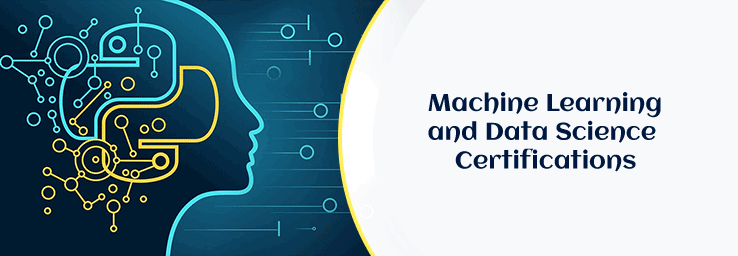 Machine Learning
and Data Science
Certifications